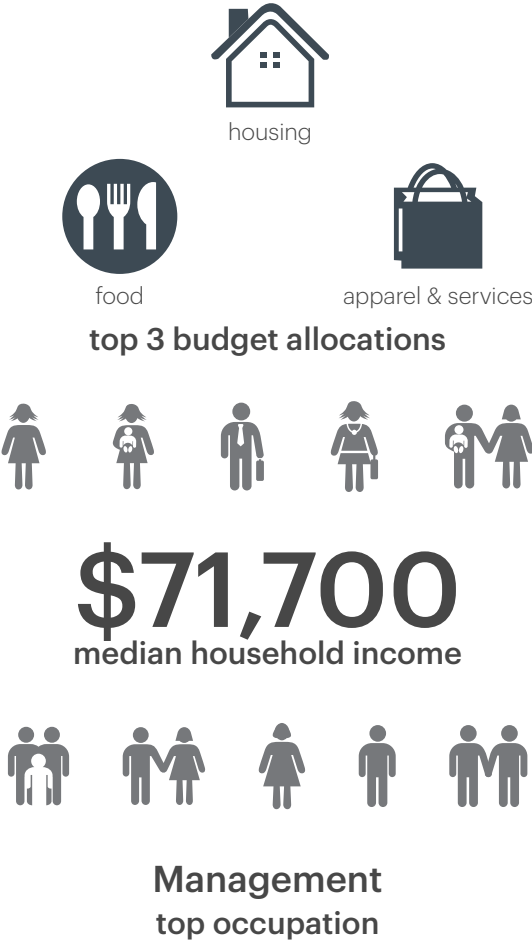 housing
food
apparel & services
top 3 budget allocations
$71,700
median household income
Management
top occupation